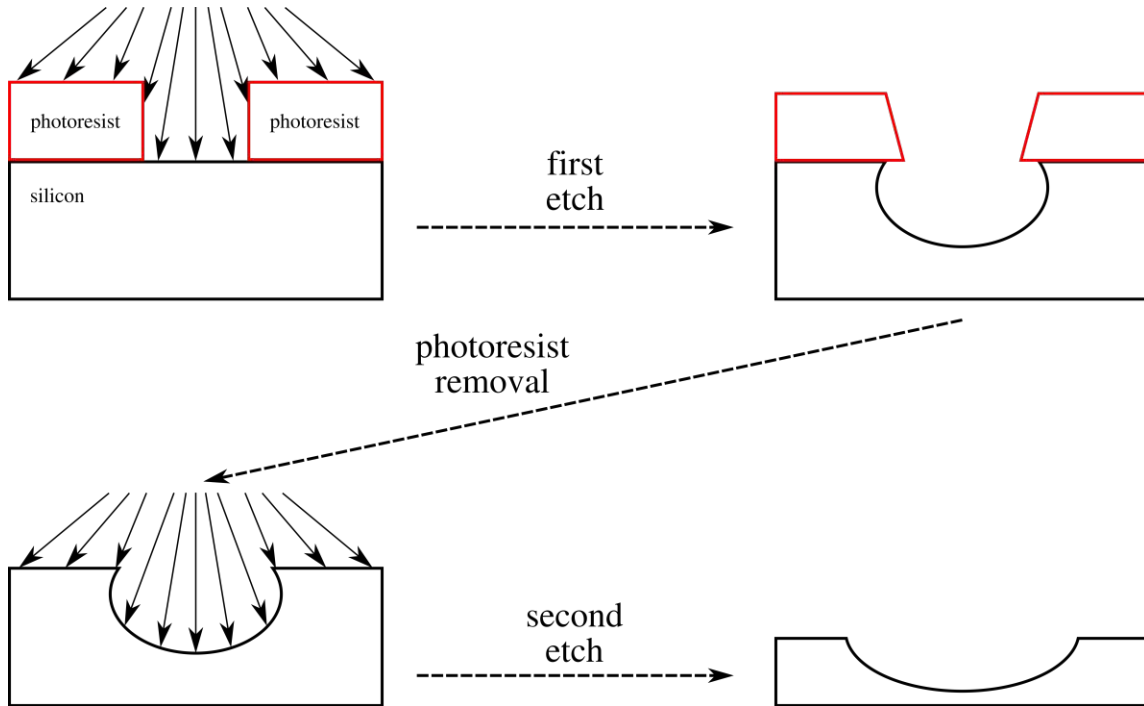 photoresist
photoresist
silicon
first
etch
photoresist
removal
second
etch